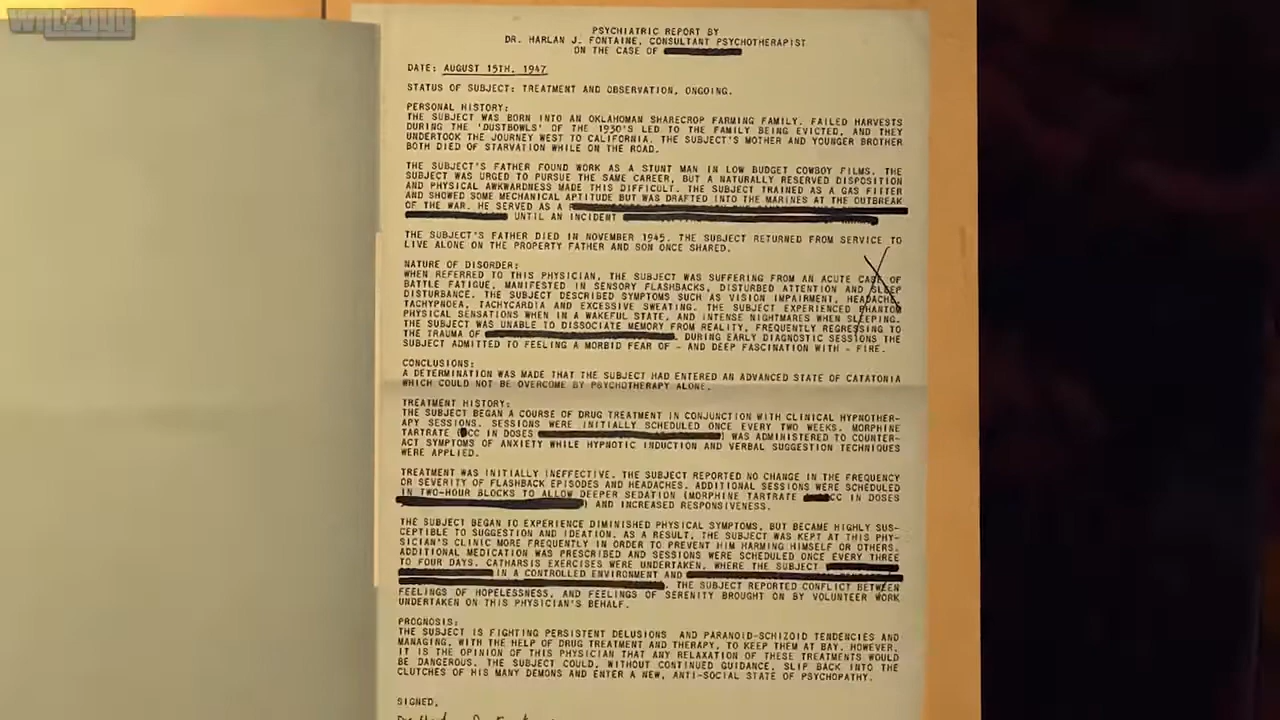 wmizyyy
PSYCHIATRIC REPORT BY
DR. HARLAN J. FONTAINE, CONSULTANT PSYCHOTHERAPIST
ON THE CASE OF
DATE: AUGUST 15TH, 1947
STATUS OF SUBJECT: TREATMENT AND OBSERVATION, ONGOING.
PERSONAL HISTORY:
THE SUBJECT WAS BORN INTO AN OKLAHOMAN SHARECROP FARMING FAMILY. FAILED HARVESTS
DURING THE 'DUSTBOWLS' OF THE 1930'S LED TO THE FAMILY BEING EVICTED, AND THEY
UNDERTOOK THE JOURNEY WEST TO CALIFORNIA. THE SUBJECT'S MOTHER AND YOUNGER BROTHER
BOTH DIED OF STARVATION WHILE ON THE ROAD.
THE SUBJECT'S FATHER FOUND WORK AS A STUNT MAN IN LOW BUDGET COWBOY FILMS. THE
SUBJECT WAS URGED TO PURSUE THE SAME CAREER, BUT A NATURALLY RESERVED DISPOSITION
AND PHYSICAL AWKWARDNESS MADE THIS DIFFICULT. THE SUBJECT TRAINED AS A GAS FITTER
AND SHOWED SOME MECHANICAL APTITUDE BUT WAS DRAFTED INTO THE MARINES AT THE OUTBREAK
OF THE WAR. HE SERVED AS A
UNTIL AN INCIDENT
THE SUBJECT'S FATHER DIED IN NOVEMBER 1945. THE SUBJECT RETURNED FROM SERVICE TO
LIVE ALONE ON THE PROPERTY FATHER AND SON ONCE SHARED.
NATURE OF DISORDER:
WHEN REFERRED TO THIS PHYSICIAN, THE SUBJECT WAS SUFFERING FROM AN ACUTE CASE OF
BATTLE FATIGUE, MANIFESTED IN SENSORY FLASHBACKS, DISTURBED ATTENTION AND SLEEP
DISTURBANCE. THE SUBJECT DESCRIBED SYMPTOMS SUCH AS VISION IMPAIRMENT, HEADACHE,
TACHYPNOEA, TACHYCARDIA AND EXCESSIVE SWEATING. THE SUBJECT EXPERIENCED PHANTOM
PHYSICAL SENSATIONS WHEN IN A WAKEFUL STATE, AND INTENSE NIGHTMARES WHEN SLEEPING.
THE SUBJECT WAS UNABLE TO DISSOCIATE MEMORY FROM REALITY, FREQUENTLY REGRESSING TO
THE TRAUMA OF . DURING EARLY DIAGNOSTIC SESSIONS THE
SUBJECT ADMITTED TO FEELING A MORBID FEAR OF - AND DEEP FASCINATION WITH - FIRE.
CONCLUSIONS:
A DETERMINATION WAS MADE THAT THE SUBJECT HAD ENTERED AN ADVANCED STATE OF CATATONIA
WHICH COULD NOT BE OVERCOME BY PSYCHOTHERAPY ALONE.
TREATMENT HISTORY:
THE SUBJECT BEGAN A COURSE OF DRUG TREATMENT IN CONJUNCTION WITH CLINICAL HYPNOTHER-
APY SESSIONS. SESSIONS WERE INITIALLY SCHEDULED ONCE EVERY TWO WEEKS. MORPHINE
TARTRATE ( CC IN DOSES ) WAS ADMINISTERED TO COUNTER-
ACT SYMPTOMS OF ANXIETY WHILE HYPNOTIC INDUCTION AND VERBAL SUGGESTION TECHNIQUES
WERE APPLIED.
TREATMENT WAS INITIALLY INEFFECTIVE. THE SUBJECT REPORTED NO CHANGE IN THE FREQUENCY
OR SEVERITY OF FLASHBACK EPISODES AND HEADACHES. ADDITIONAL SESSIONS WERE SCHEDULED
IN TWO-HOUR BLOCKS TO ALLOW DEEPER SEDATION (MORPHINE TARTRATE CC IN DOSES
) AND INCREASED RESPONSIVENESS.
THE SUBJECT BEGAN TO EXPERIENCE DIMINISHED PHYSICAL SYMPTOMS, BUT BECAME HIGHLY SUS-
CEPTIBLE TO SUGGESTION AND IDEATION. AS A RESULT, THE SUBJECT WAS KEPT AT THIS PHY-
SICIAN'S CLINIC MORE FREQUENTLY IN ORDER TO PREVENT HIM HARMING HIMSELF OR OTHERS.
ADDITIONAL MEDICATION WAS PRESCRIBED AND SESSIONS WERE SCHEDULED ONCE EVERY THREE
TO FOUR DAYS. CATHARSIS EXERCISES WERE UNDERTAKEN, WHERE THE SUBJECT
IN A CONTROLLED ENVIRONMENT AND
. THE SUBJECT REPORTED CONFLICT BETWEEN
FEELINGS OF HOPELESSNESS, AND FEELINGS OF SERENITY BROUGHT ON BY VOLUNTEER WORK
UNDERTAKEN ON THIS PHYSICIAN'S BEHALF.
PROGNOSIS:
THE SUBJECT IS FIGHTING PERSISTENT DELUSIONS AND PARANOID-SCHIZOID TENDENCIES AND
MANAGING, WITH THE HELP OF DRUG TREATMENT AND THERAPY, TO KEEP THEM AT BAY. HOWEVER,
IT IS THE OPINION OF THIS PHYSICIAN THAT ANY RELAXATION OF THESE TREATMENTS WOULD
BE DANGEROUS. THE SUBJECT COULD, WITHOUT CONTINUED GUIDANCE, SLIP BACK INTO THE
CLUTCHES OF HIS MANY DEMONS AND ENTER A NEW, ANTI-SOCIAL STATE OF PSYCHOPATHY.
SIGNED,